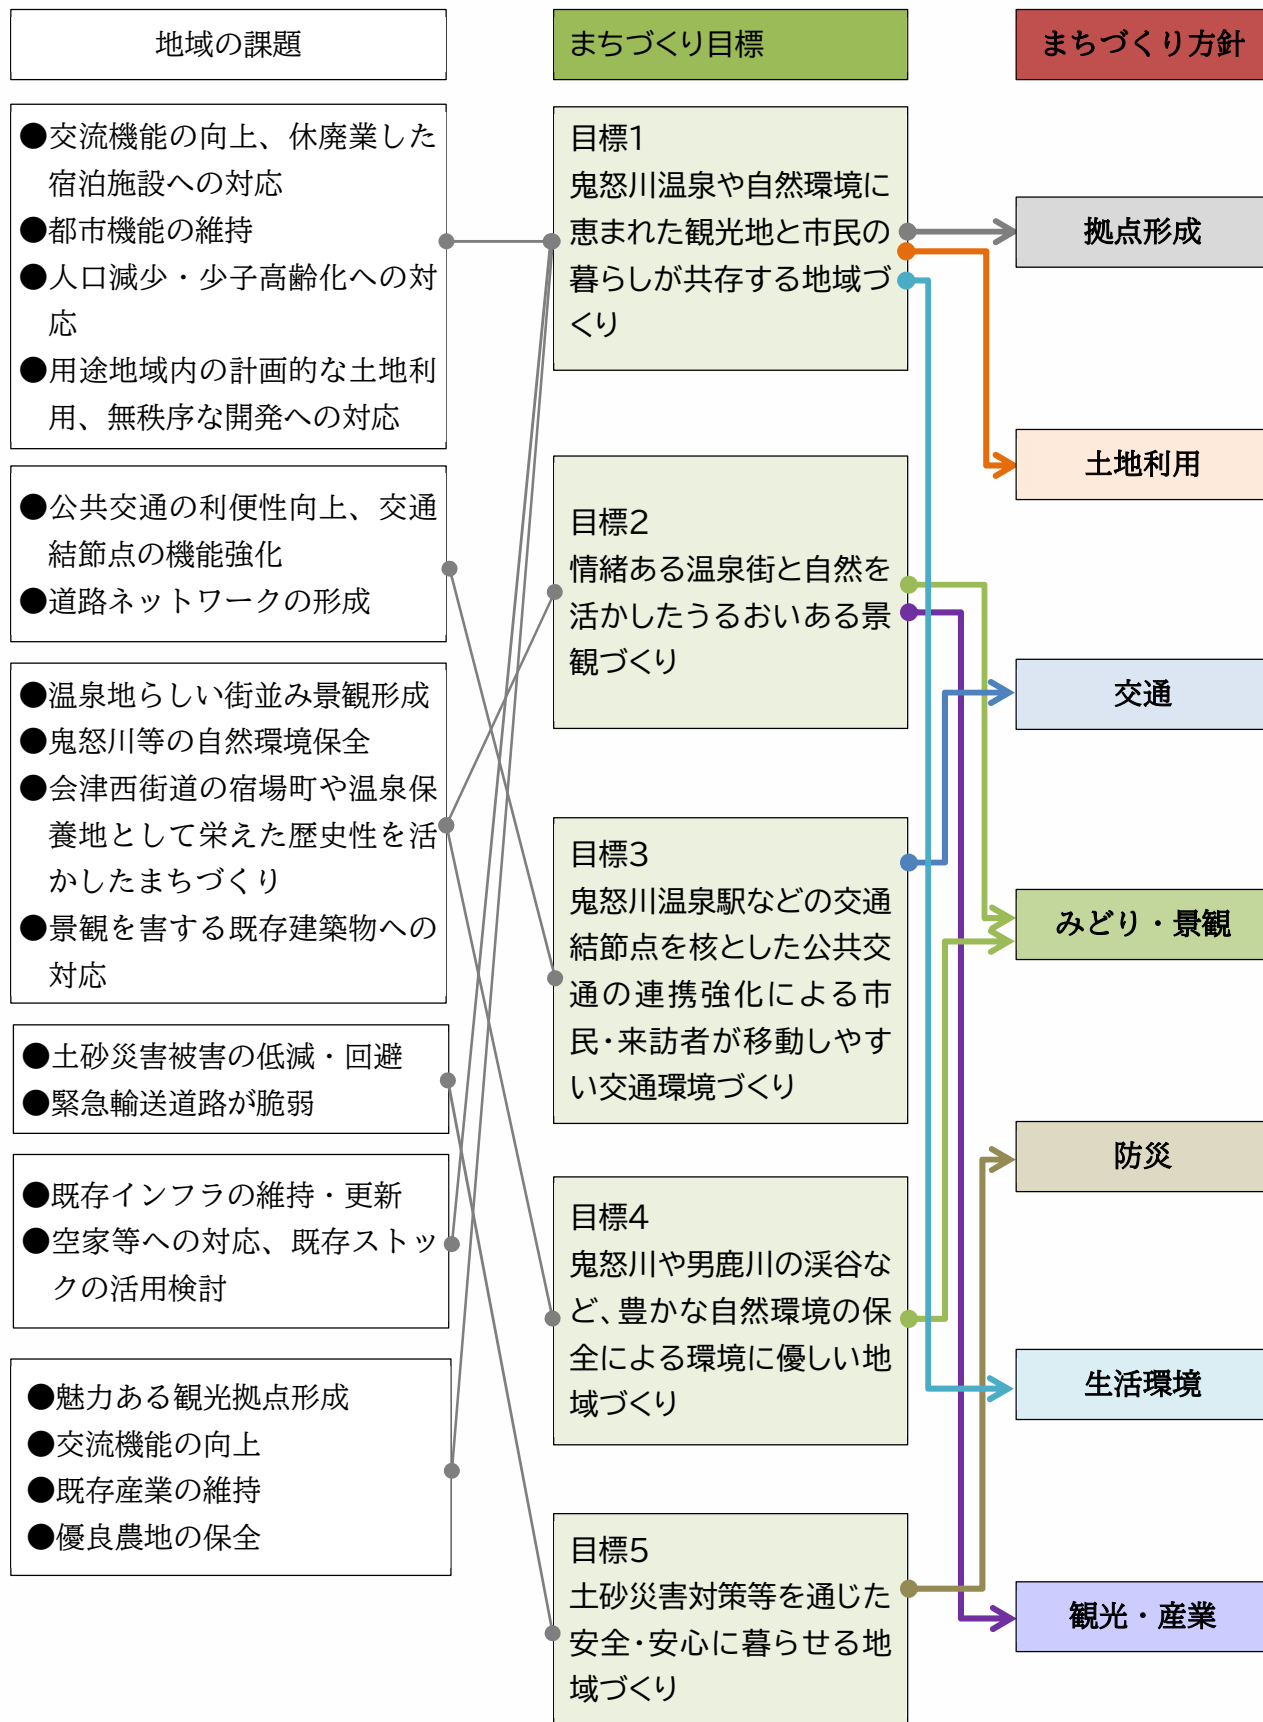 地域の課題
●交流機能の向上、休廃業した
宿泊施設への対応
●都市機能の維持
●人口減少・少子高齢化への対
応
●用途地域内の計画的な土地利
用、無秩序な開発への対応
●公共交通の利便性向上、交通
結節点の機能強化
●道路ネットワークの形成
●温泉地らしい街並み景観形成
●鬼怒川等の自然環境保全
●会津西街道の宿場町や温泉保
養地として栄えた歴史性を活
かしたまちづくり
●景観を害する既存建築物への
対応
●土砂災害被害の低減・回避
●緊急輸送道路が脆弱
●既存インフラの維持・更新
●空家等への対応、既存ストッ
クの活用検討
●魅力ある観光拠点形成
●交流機能の向上
●既存産業の維持
●優良農地の保全
まちづくり目標
目標1
鬼怒川温泉や自然環境に
恵まれた観光地と市民の
暮らしが共存する地域づ
くり
目標2
情緒ある温泉街と自然を
活かしたうるおいある景
観づくり
目標3
鬼怒川温泉駅などの交通
結節点を核とした公共交
通の連携強化による市
民・来訪者が移動しやす
い交通環境づくり
目標4
鬼怒川や男鹿川の渓谷な
ど、豊かな自然環境の保
全による環境に優しい地
域づくり
目標5
土砂災害対策等を通じた
安全・安心に暮らせる地
域づくり
まちづくり方針
拠点形成
土地利用
交通
みどり・景観
防災
生活環境
観光・産業